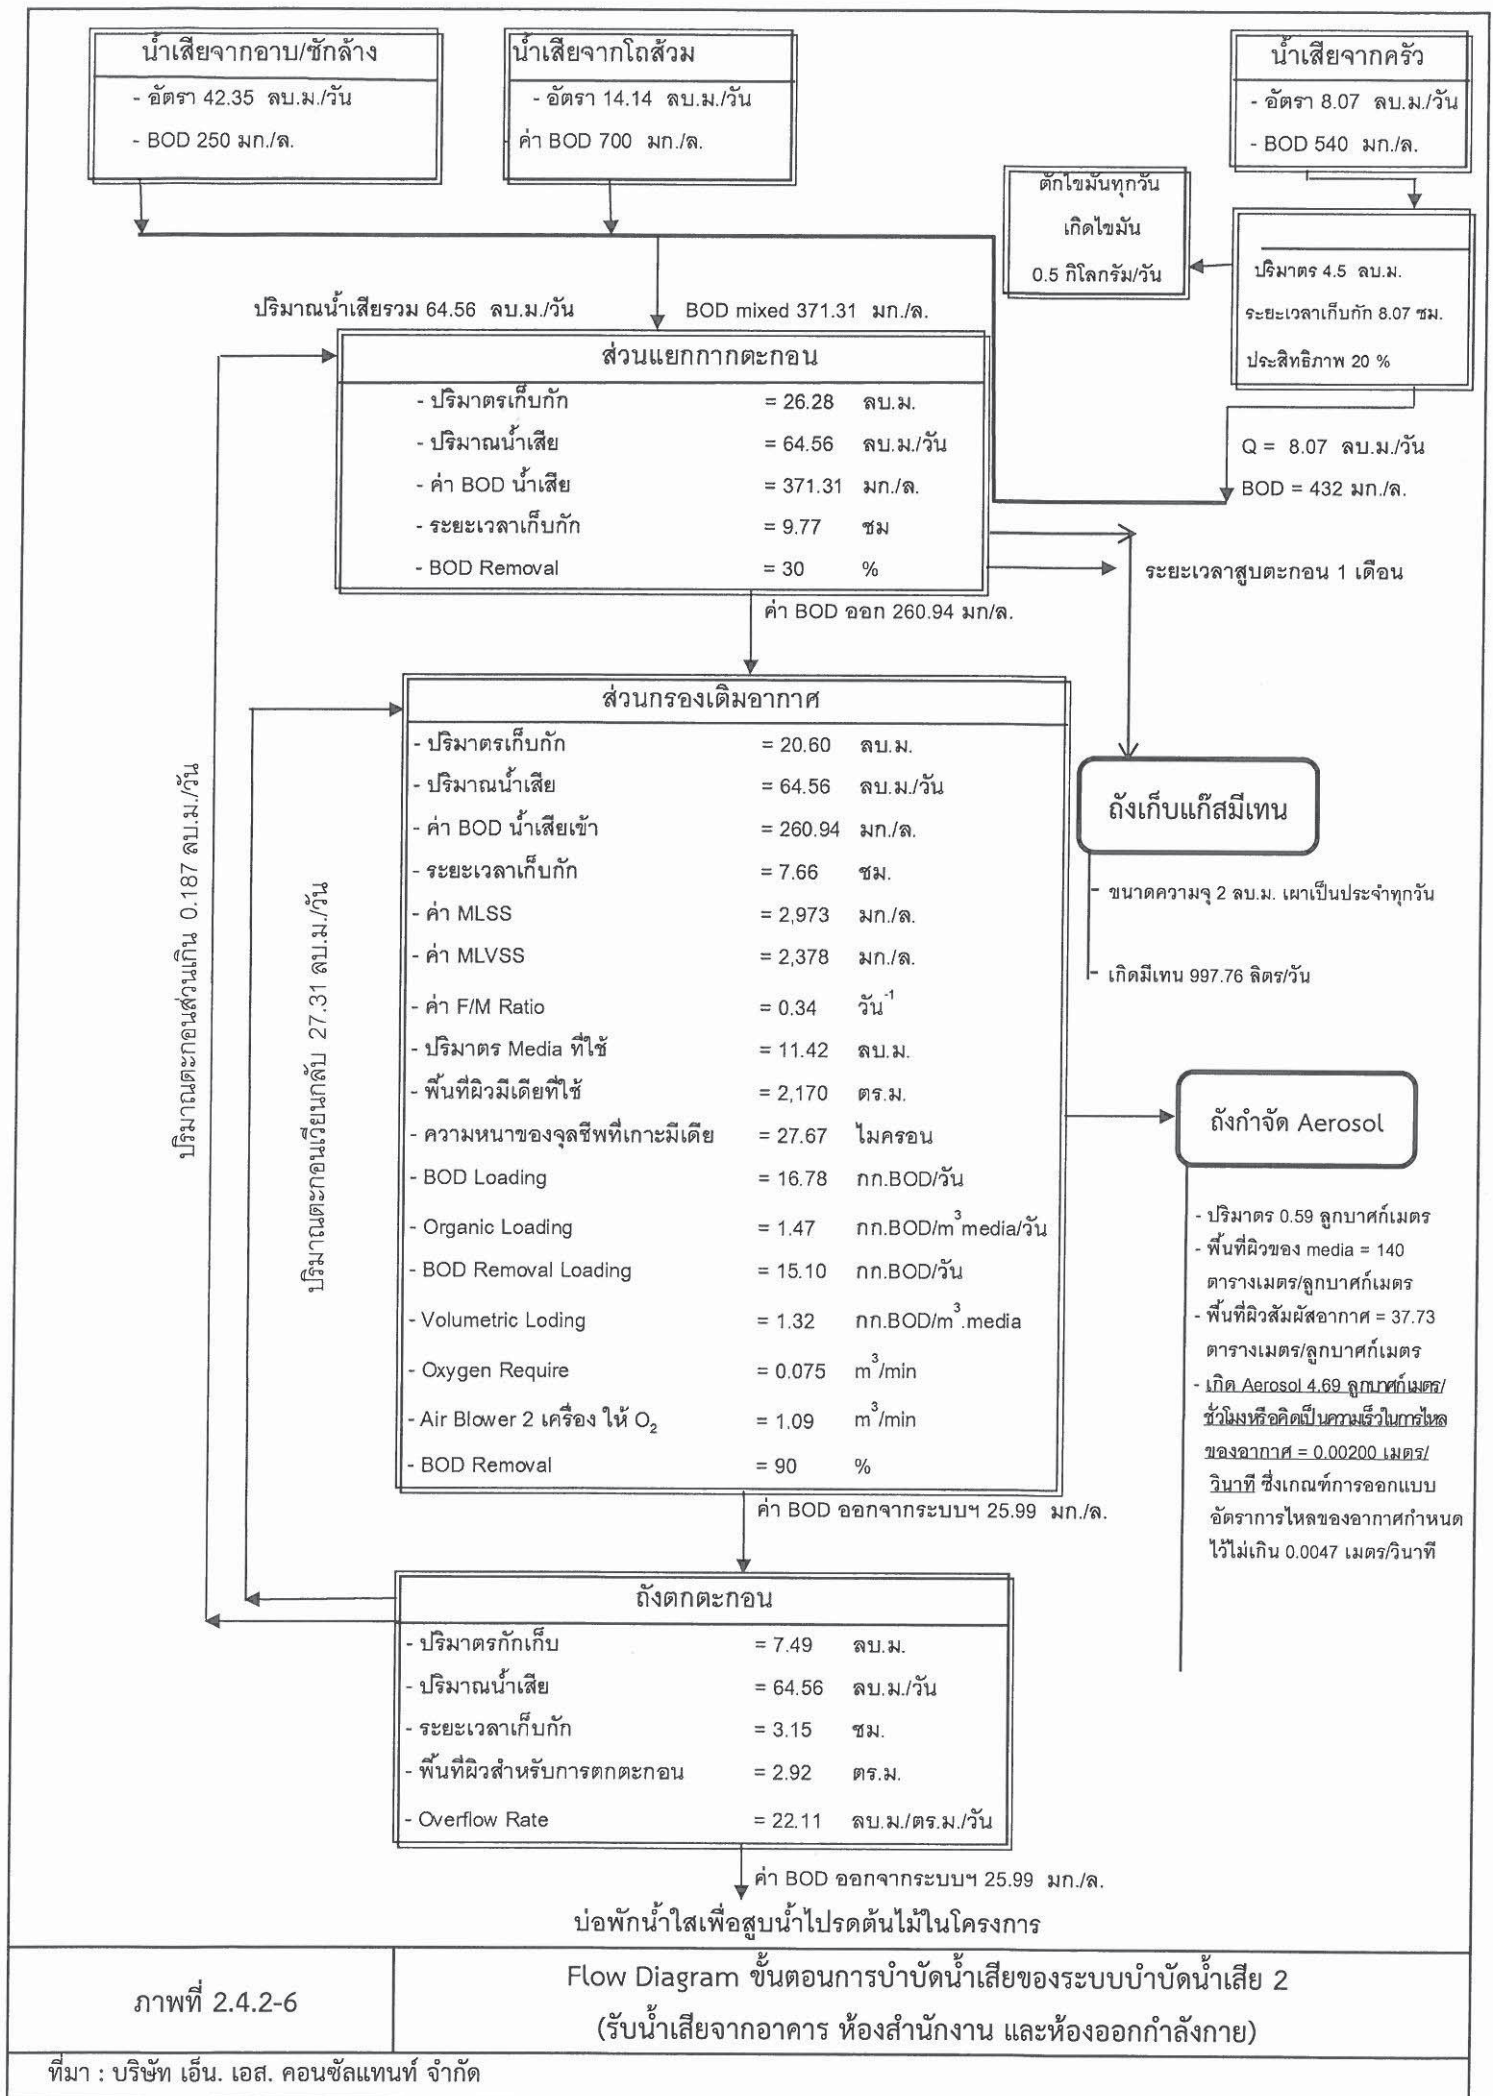 น้ำเสียจากอาบ/ซักล้าง
- อัตรา 42.35 ลบ.ม./วัน
- BOD 250 มก./ล.
น้ำเสียจากโถส้วม
- อัตรา 14.14 ลบ.ม./วัน
ค่า BOD 700 มก./ล.
น้ำเสียจากครัว
- อัตรา 8.07 ลบ.ม./วัน
- BOD 540 มก./ล.
ตักไขมันทุกวัน
เกิดไขมัน
0.5 กิโลกรัม/วัน
ปริมาตร 4.5 ลบ.ม.
ระยะเวลาเก็บกัก 8.07 ชม.
ประสิทธิภาพ 20 %
Q = 8.07 ลบ.ม./วัน
BOD = 432 มก./ล.
ปริมาณน้ำเสียรวม 64.56 ลบ.ม./วัน
BOD mixed 371.31 มก./ล.
ส่วนแยกกากตะกอน
- ปริมาตรเก็บกัก = 26.28 ลบ.ม.
- ปริมาณน้ำเสีย = 64.56 ลบ.ม./วัน
- ค่า BOD น้ำเสีย = 371.31 มก./ล.
- ระยะเวลาเก็บกัก = 9.77 ชม
- BOD Removal = 30 %
ระยะเวลาสูบตะกอน 1 เดือน
ค่า BOD ออก 260.94 มก/ล.
ส่วนกรองเติมอากาศ
- ปริมาตรเก็บกัก = 20.60 ลบ.ม.
- ปริมาณน้ำเสีย = 64.56 ลบ.ม./วัน
- ค่า BOD น้ำเสียเข้า = 260.94 มก./ล.
- ระยะเวลาเก็บกัก = 7.66 ชม.
- ค่า MLSS = 2,973 มก./ล.
- ค่า MLVSS = 2,378 มก./ล.
- ค่า F/M Ratio = 0.34 วัน⁻¹
- ปริมาตร Media ที่ใช้ = 11.42 ลบ.ม.
- พื้นที่ผิวมีเดียที่ใช้ = 2,170 ตร.ม.
- ความหนาของจุลชีพที่เกาะมีเดีย = 27.67 ไมครอน
- BOD Loading = 16.78 กก.BOD/วัน
- Organic Loading = 1.47 กก.BOD/m³media/วัน
- BOD Removal Loading = 15.10 กก.BOD/วัน
- Volumetric Loding = 1.32 กก.BOD/m³.media
- Oxygen Require = 0.075 m³/min
- Air Blower 2 เครื่อง ให้ O₂ = 1.09 m³/min
- BOD Removal = 90 %
ปริมาณตะกอนส่วนเกิน 0.187 ลบ.ม./วัน
ปริมาณตะกอนเวียนกลับ 27.31 ลบ.ม./วัน
ถังเก็บแก๊สมีเทน
- ขนาดความจุ 2 ลบ.ม. เผาเป็นประจำทุกวัน
- เกิดมีเทน 997.76 ลิตร/วัน
ถังกำจัด Aerosol
- ปริมาตร 0.59 ลูกบาศก์เมตร
- พื้นที่ผิวของ media = 140
ตารางเมตร/ลูกบาศก์เมตร
- พื้นที่ผิวสัมผัสอากาศ = 37.73
ตารางเมตร/ลูกบาศก์เมตร
- เกิด Aerosol 4.69 ลูกบาศก์เมตร/
ชั่วโมงหรือคิดเป็นความเร็วในการไหล
ของอากาศ = 0.00200 เมตร/
วินาที ซึ่งเกณฑ์การออกแบบ
อัตราการไหลของอากาศกำหนด
ไว้ไม่เกิน 0.0047 เมตร/วินาที
ค่า BOD ออกจากระบบฯ 25.99 มก./ล.
ถังตกตะกอน
- ปริมาตรกักเก็บ = 7.49 ลบ.ม.
- ปริมาณน้ำเสีย = 64.56 ลบ.ม./วัน
- ระยะเวลาเก็บกัก = 3.15 ชม.
- พื้นที่ผิวสำหรับการตกตะกอน = 2.92 ตร.ม.
- Overflow Rate = 22.11 ลบ.ม./ตร.ม./วัน
ค่า BOD ออกจากระบบฯ 25.99 มก./ล.
บ่อพักน้ำใสเพื่อสูบน้ำไปรดต้นไม้ในโครงการ
ภาพที่ 2.4.2-6
Flow Diagram ขั้นตอนการบำบัดน้ำเสียของระบบบำบัดน้ำเสีย 2
(รับน้ำเสียจากอาคาร ห้องสำนักงาน และห้องออกกำลังกาย)
ที่มา : บริษัท เอ็น. เอส. คอนซัลแทนท์ จำกัด